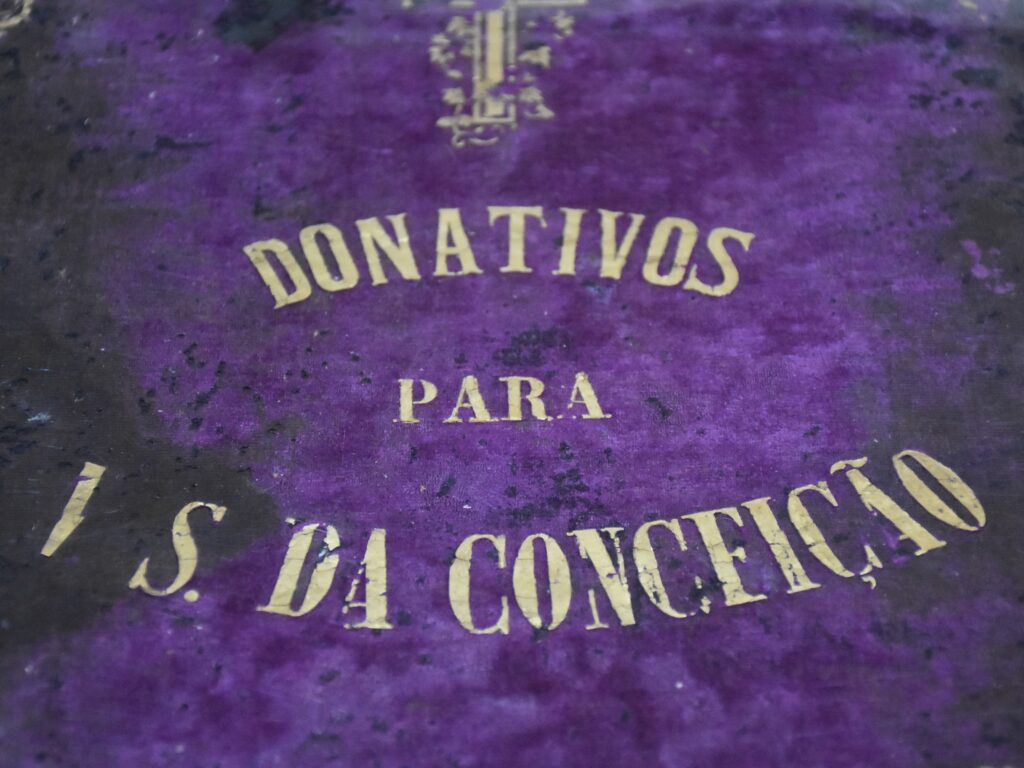 DONATIVOS
PARA
S. DA CONCEIÇÃO